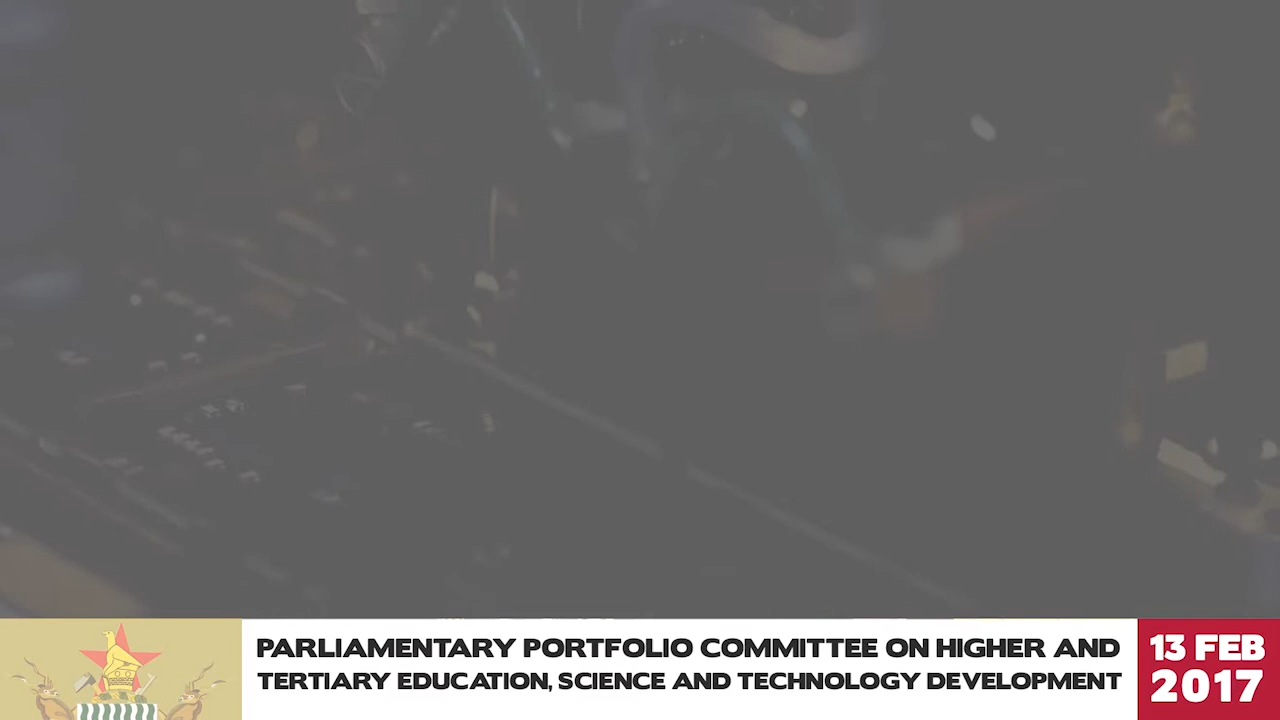 PARLIAMENTARY PORTFOLIO COMMITTEE ON HIGHER AND
TERTIARY EDUCATION, SCIENCE AND TECHNOLOGY DEVELOPMENT
13 FEB
2017